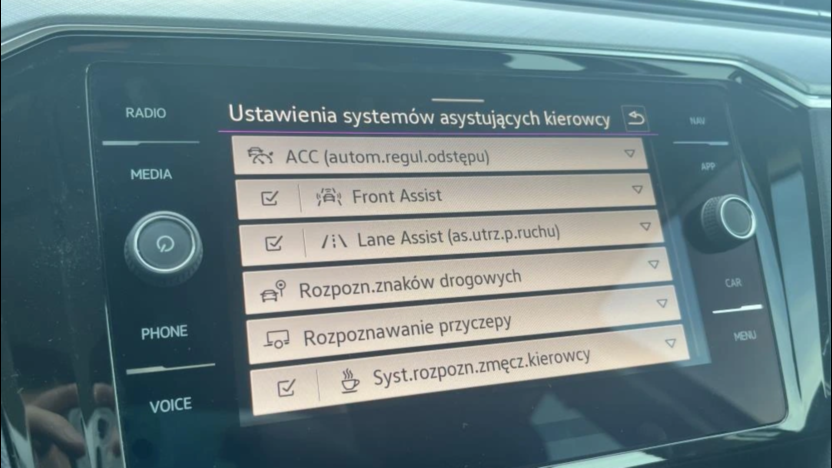 RADIO
MEDIA
PHONE
VOICE
Ustawienia systemów asystujących kierowcy
ACC (autom.regul.odstępu)
Front Assist
Lane Assist (as.utrz.p.ruchu)
Rozpozn.znaków drogowych
Rozpoznawanie przyczepy
Syst.rozpozn.zmęcz.kierowcy
NAV
APP
CAR
MENU